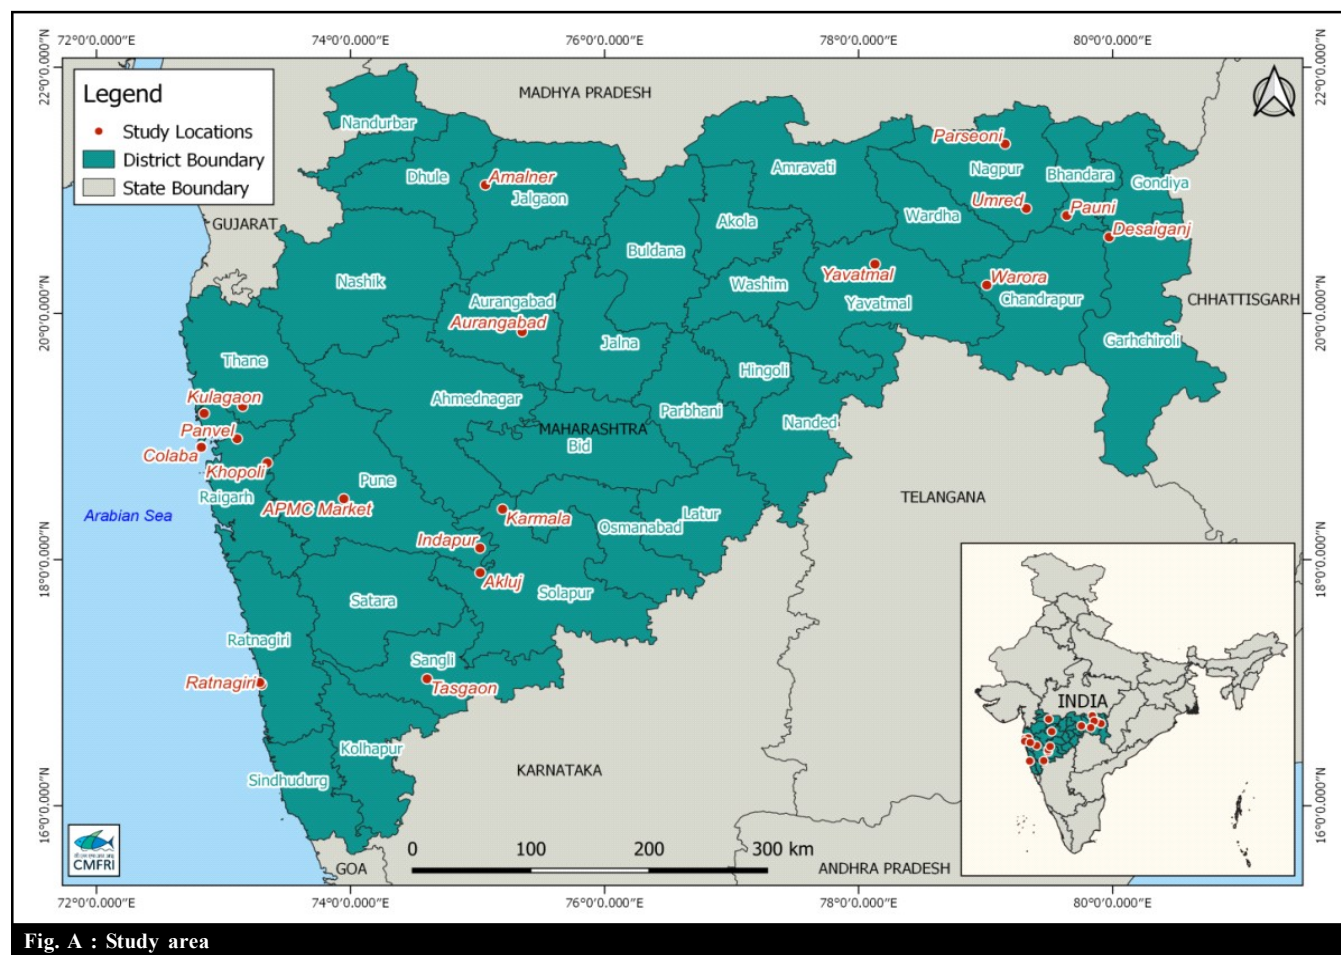 72°0'0.000"E 74°0'0.000"E 76°0'0.000"E 78°0'0.000"E 80°0'0.000"E
22°0'0.000"N
22°0'0.000"N
Legend
Study Locations
District Boundary
State Boundary
MADHYA PRADESH
Nandurbar
Parseoni
Amravati
Nagpur
Dhule
Amalner
Bhandara
Gondiya
Jalgaon
Umred
Pauni
GUJARAT
Akola
Wardha
Desaiganj
Buldana
Nashik
Yavatmal
Warora
Washim
Aurangabad
Yavatmal
Chandrapur
CHHATTISGARH
20°0'0.000"N
20°0'0.000"N
Aurangabad
Jalna
Garhchiroli
Thane
Hingoli
Kulagaon
Ahmednagar
Parbhani
Nanded
Panvel
MAHARASHTRA
Bid
Colaba
Khopoli
Pune
Raigarh
TELANGANA
APMC Market
Karmala
Latur
Arabian Sea
Osmanabad
Indapur
18°0'0.000"N
18°0'0.000"N
Akluj
Solapur
Satara
Ratnagiri
Sangli
Ratnagiri
Tasgaon
INDIA
Kolhapur
KARNATAKA
Sindhudurg
16°0'0.000"N
16°0'0.000"N
CMFRI
0 100 200 300 km
GOA
ANDHRA PRADESH
72°0'0.000"E 74°0'0.000"E 76°0'0.000"E 78°0'0.000"E 80°0'0.000"E
Fig. A : Study area